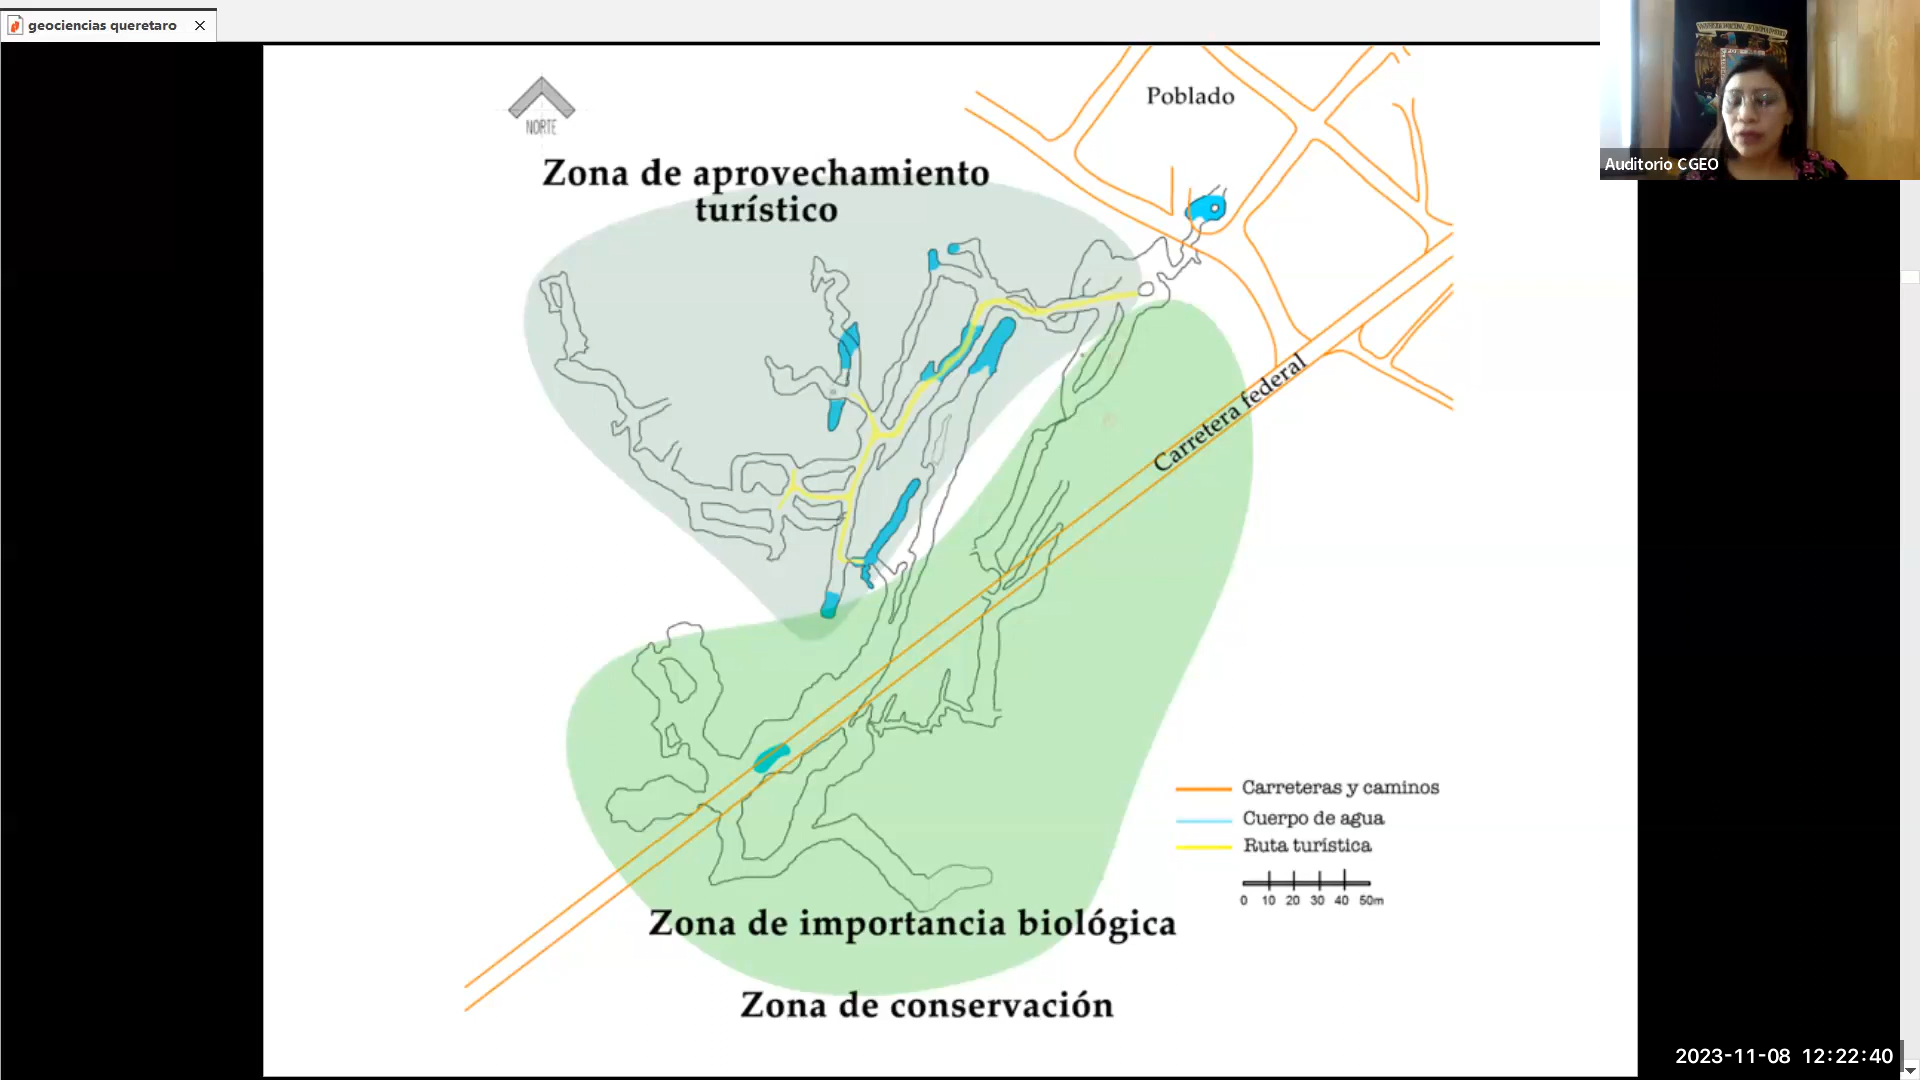 geociencias queretaro
Poblado
NORTE
Zona de aprovechamiento
turístico
Auditorio CGEO
Carretera federal
Carreteras y caminos
Cuerpo de agua
Ruta turística
0 10 20 30 40 50m
Zona de importancia biológica
Zona de conservación
2023-11-08 12:22:40